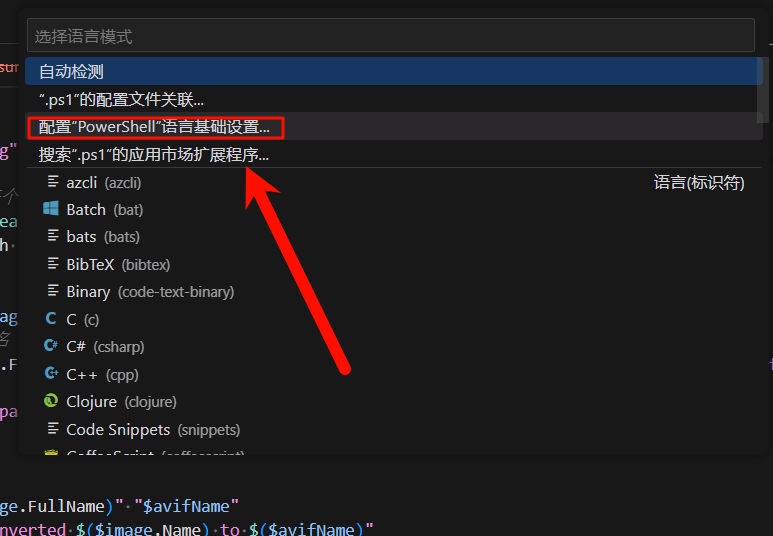 选择语言模式
自动检测
“.ps1”的配置文件关联...
配置“PowerShell”语言基础设置...
搜索“.ps1”的应用市场扩展程序...
azcli (azcli) 语言(标识符)
Batch (bat)
bats (bats)
BibTeX (bibtex)
Binary (code-text-binary)
C (c)
C# (csharp)
C++ (cpp)
Clojure (clojure)
Code Snippets (snippets)
CoffeeScript (coffeescript)
ge.FullName)" "$avifName"
nverted $($image.Name) to $($avifName)"